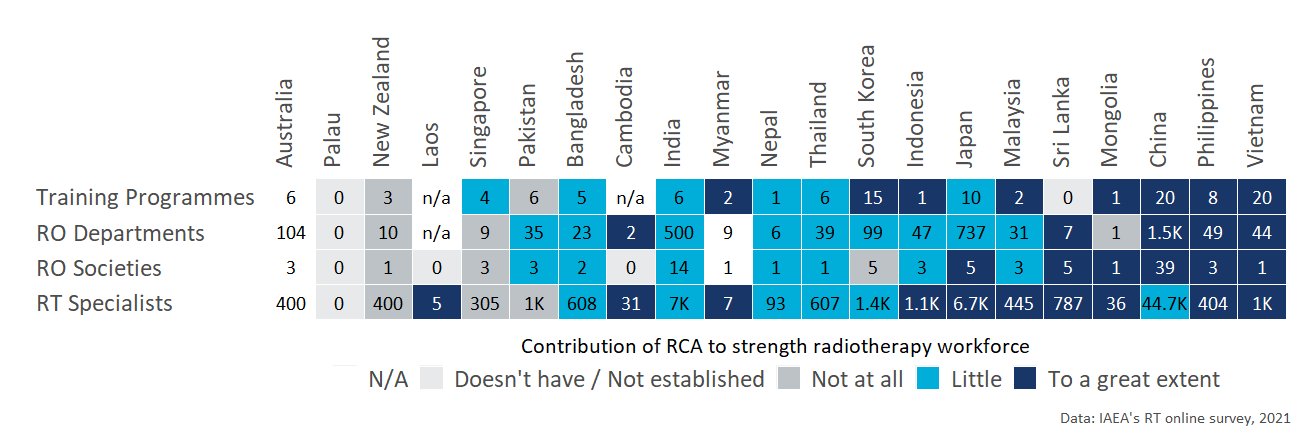 Australia Palau New Zealand Laos Singapore Pakistan Bangladesh Cambodia India Myanmar Nepal Thailand South Korea Indonesia Japan Malaysia Sri Lanka Mongolia China Philippines Vietnam
Training Programmes 6 0 3 n/a 4 6 5 n/a 6 2 1 6 15 1 10 2 0 1 20 8 20
RO Departments 104 0 10 n/a 9 35 23 2 500 9 6 39 99 47 737 31 7 1 1.5K 49 44
RO Societies 3 0 1 0 3 3 2 0 14 1 1 1 5 3 5 3 5 1 39 3 1
RT Specialists 400 0 400 5 305 1K 608 31 7K 7 93 607 1.4K 1.1K 6.7K 445 787 36 44.7K 404 1K
Contribution of RCA to strength radiotherapy workforce
N/A Doesn't have / Not established Not at all Little To a great extent
Data: IAEA's RT online survey, 2021